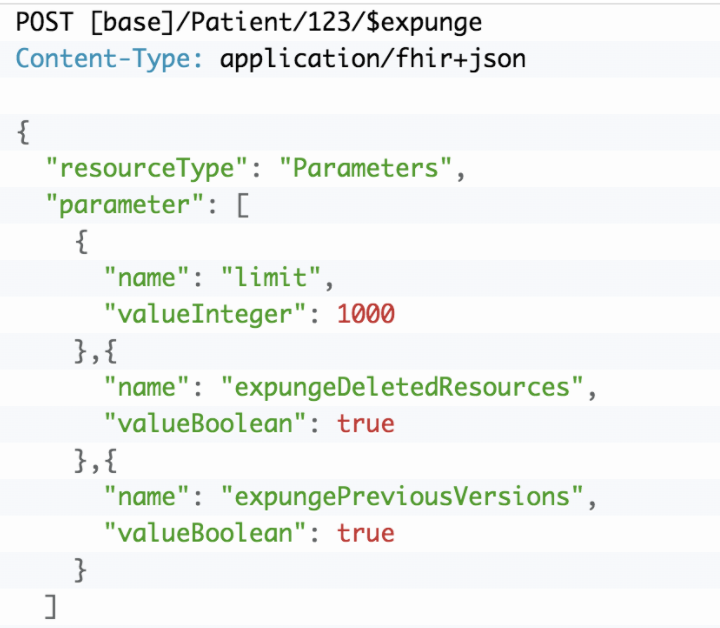 POST [base]/Patient/123/$expunge
Content-Type: application/fhir+json

{
  "resourceType": "Parameters",
  "parameter": [
    {
      "name": "limit",
      "valueInteger": 1000
    },{
      "name": "expungeDeletedResources",
      "valueBoolean": true
    },{
      "name": "expungePreviousVersions",
      "valueBoolean": true
    }
  ]